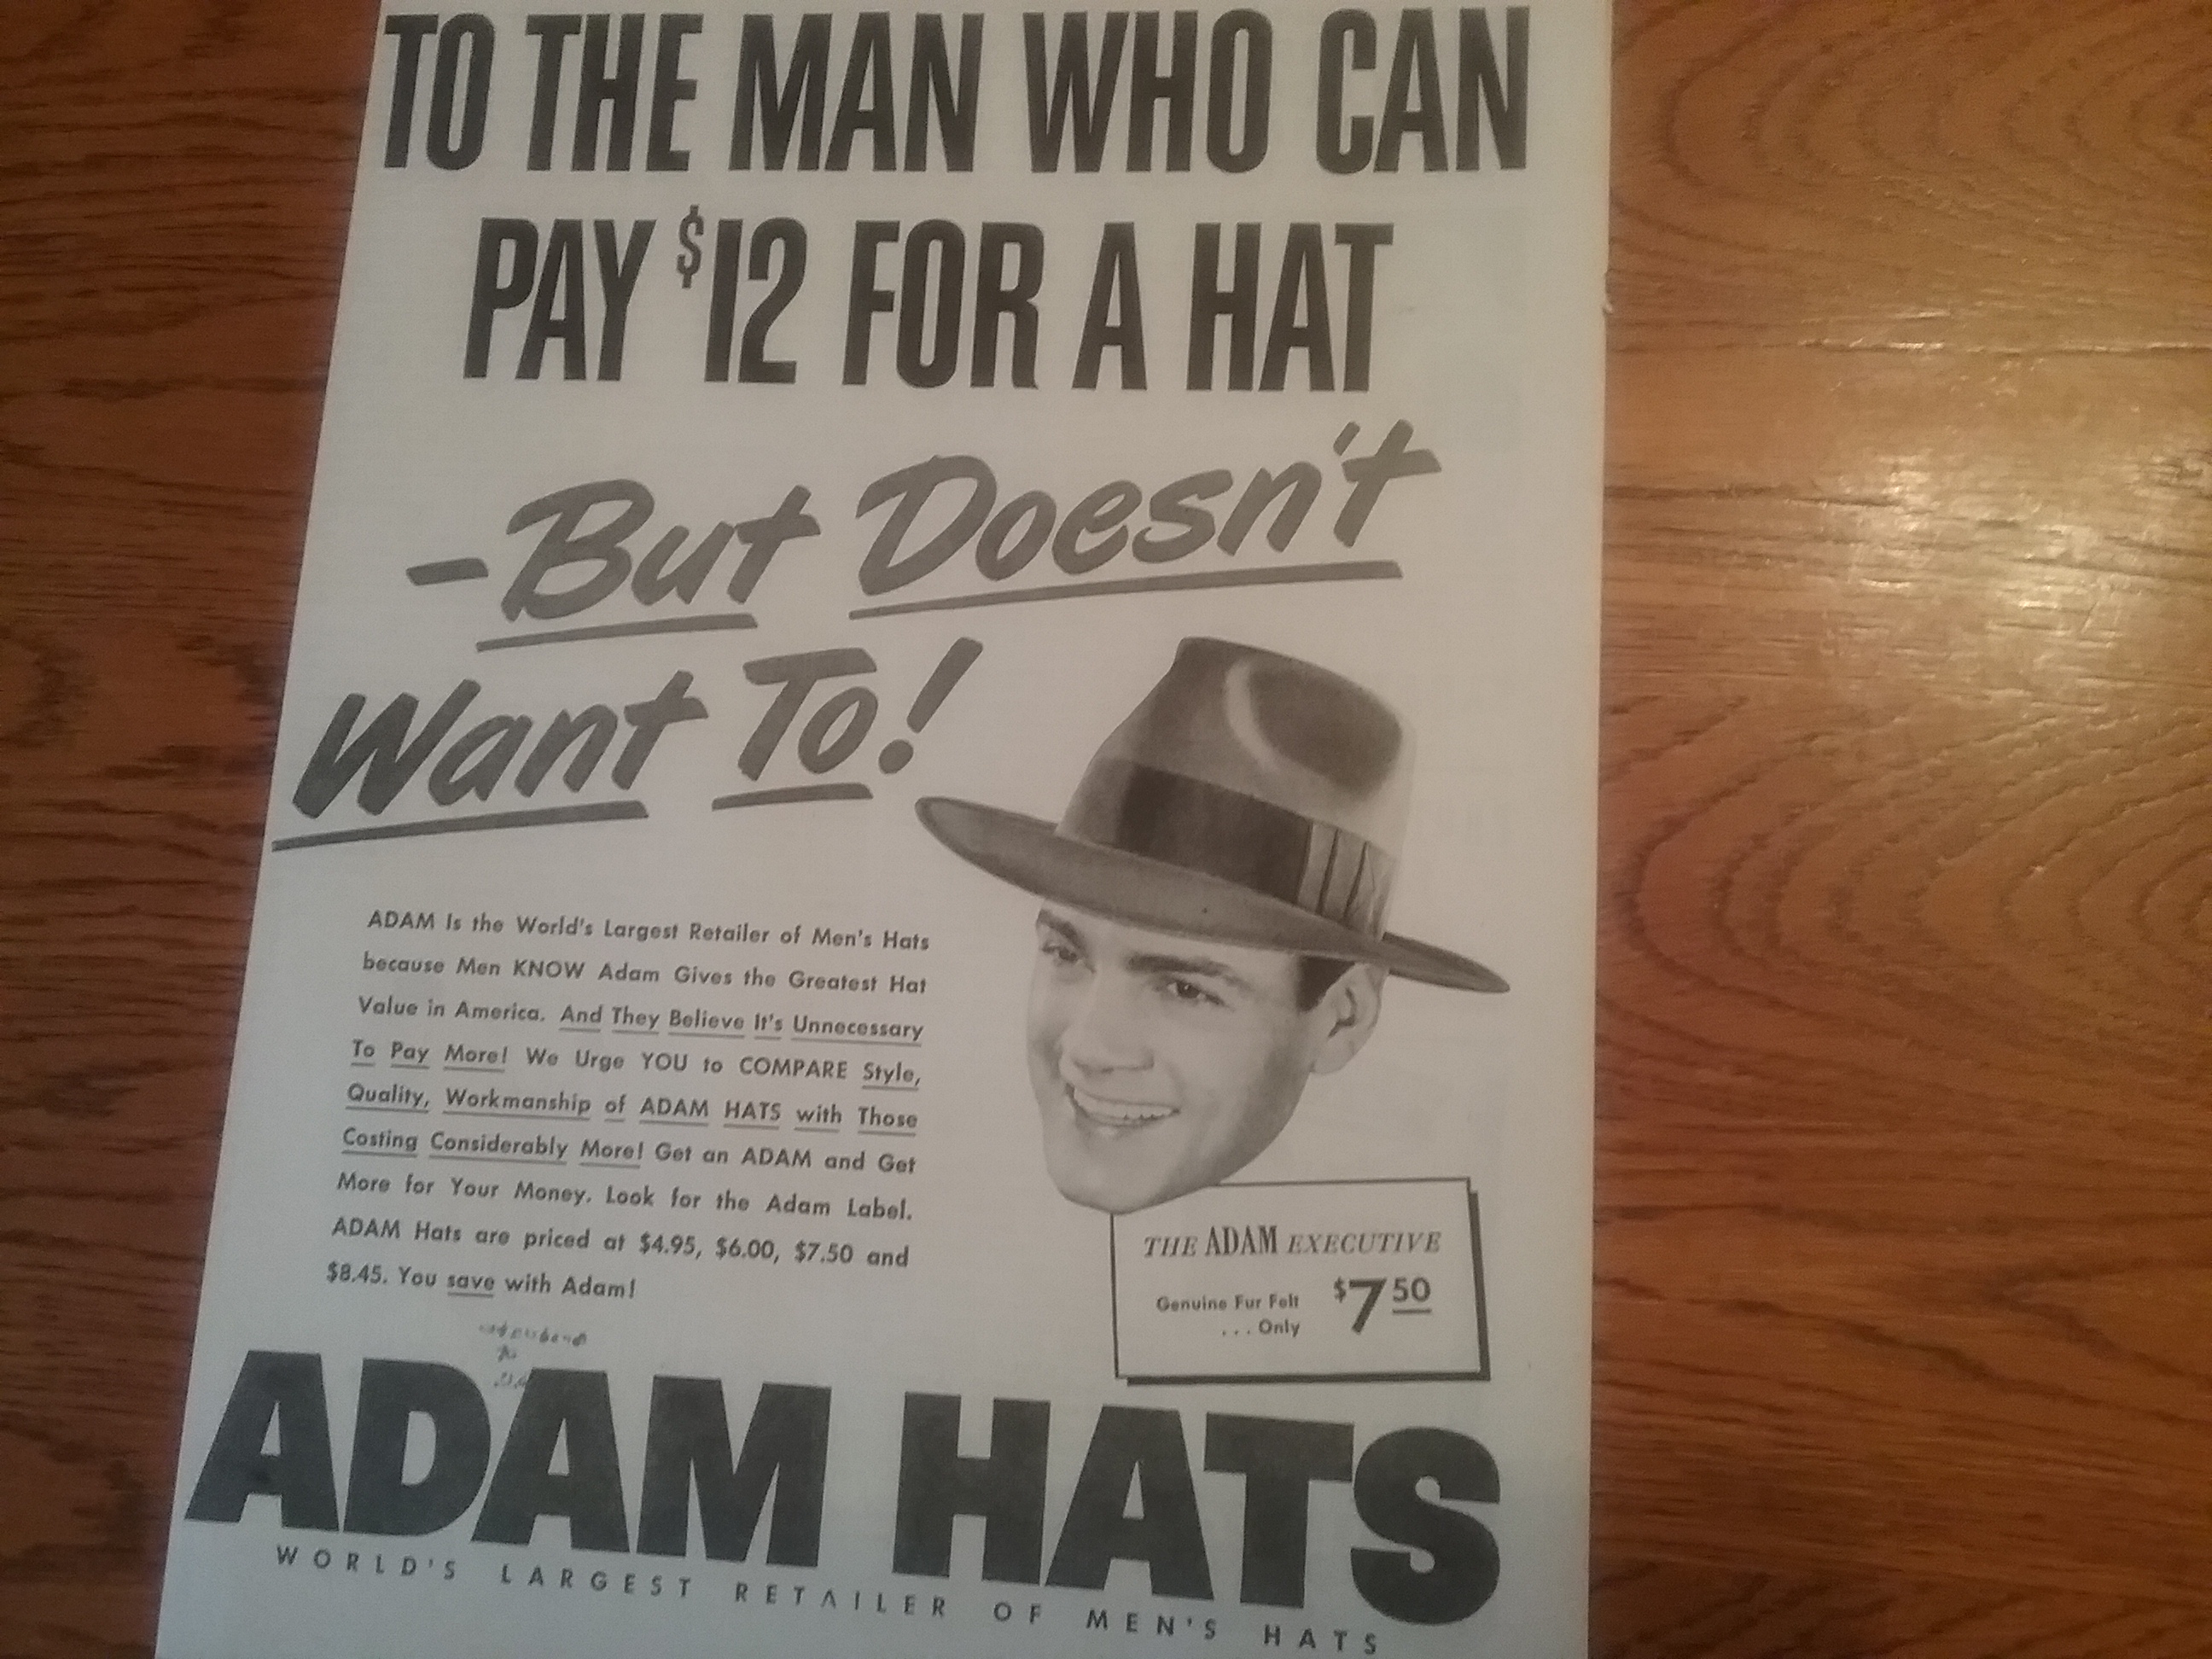 TO THE MAN WHO CAN
PAY $12 FOR A HAT
-But Doesn't
Want To!
ADAM Is the World's Largest Retailer of Men's Hats
because Men KNOW Adam Gives the Greatest Hat
Value in America. And They Believe It's Unnecessary
To Pay More! We Urge YOU to COMPARE Style,
Quality, Workmanship of ADAM HATS with Those
Costing Considerably More! Get an ADAM and Get
More for Your Money. Look for the Adam Label.
ADAM Hats are priced at $4.95, $6.00, $7.50 and
$8.45. You save with Adam!
THE ADAM EXECUTIVE
Genuine Fur Felt $7 50
... Only
ADAM HATS
WORLD'S LARGEST RETAILER OF MEN'S HATS